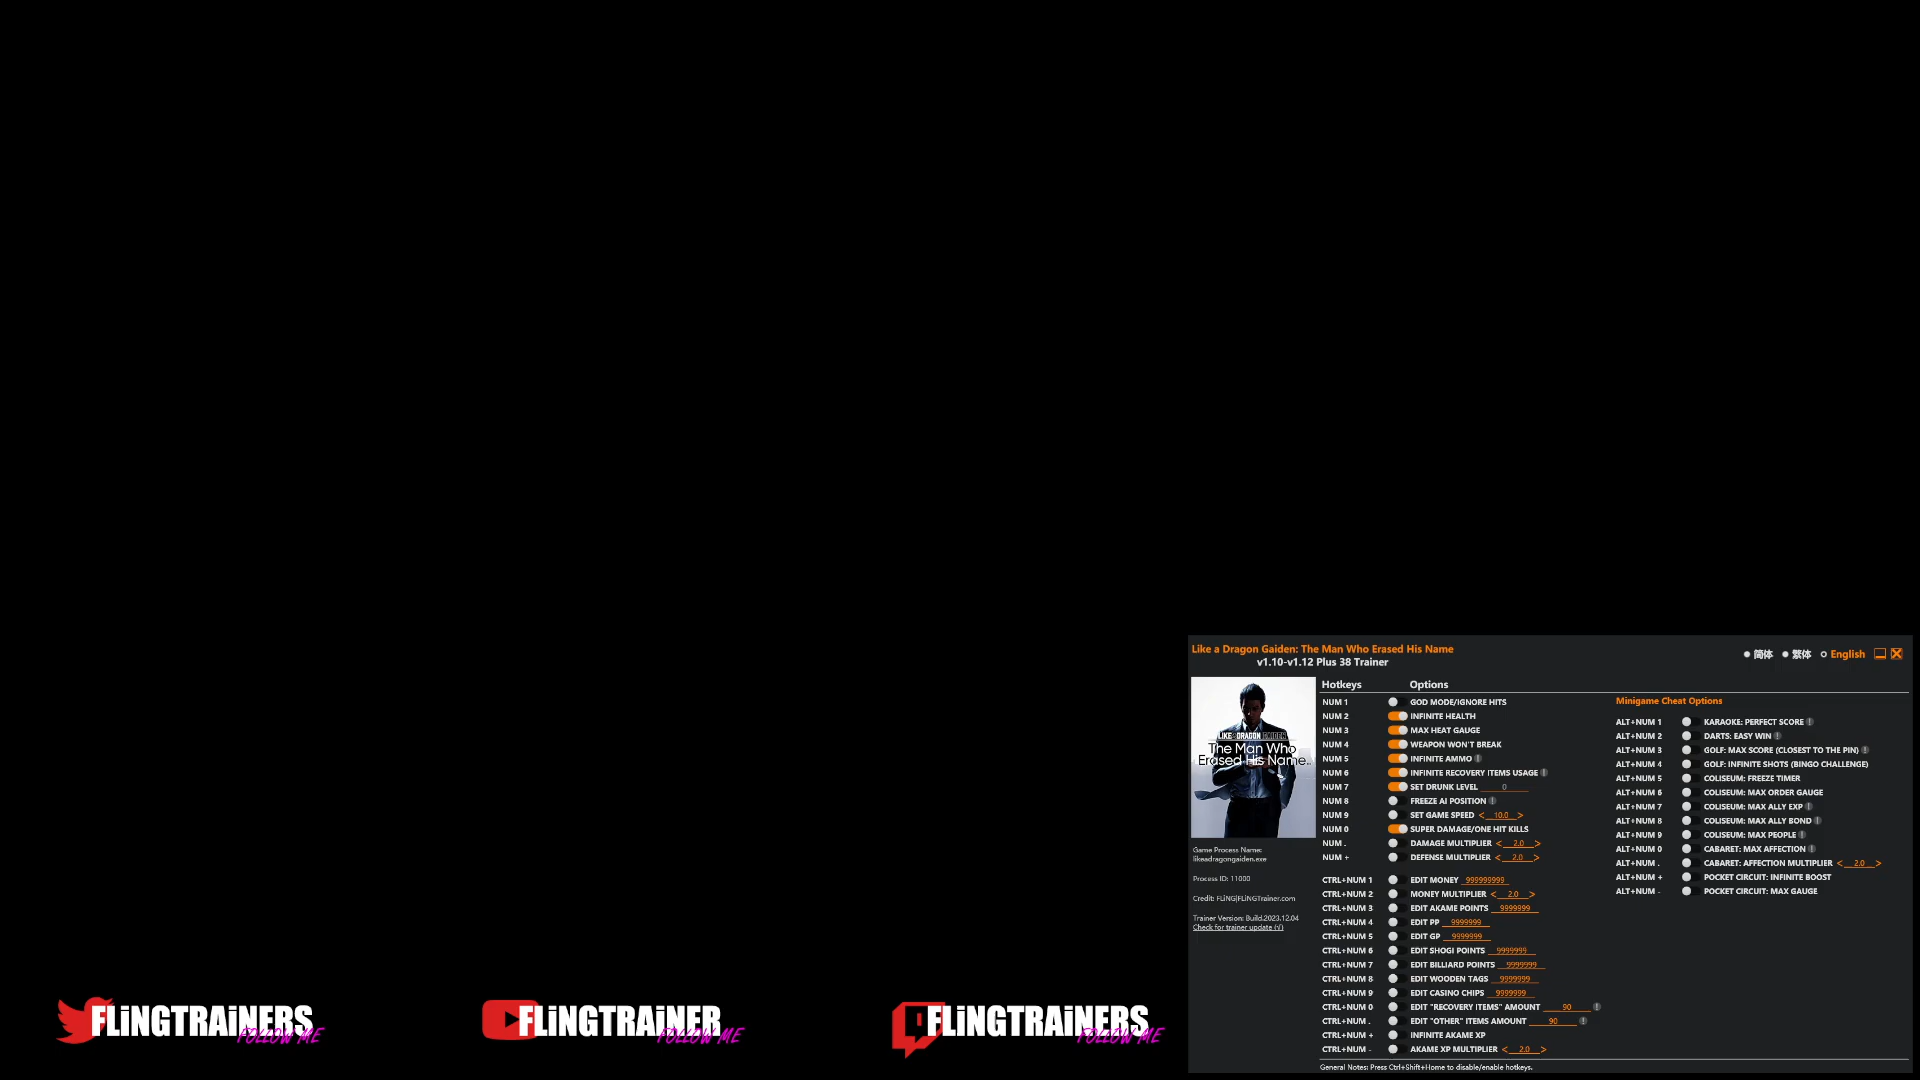 Like a Dragon Gaiden: The Man Who Erased His Name
v1.10-v1.12 Plus 38 Trainer
简体 繁体 English
LIKE A DRAGON GAIDEN
The Man Who
Erased His Name
Game Process Name:
likeadragongaiden.exe
Process ID: 11000
Credit: FLiNG|FLiNGTrainer.com
Trainer Version: Build.2023.12.04
Check for trainer update (√)
Hotkeys Options
NUM 1 GOD MODE/IGNORE HITS
NUM 2 INFINITE HEALTH
NUM 3 MAX HEAT GAUGE
NUM 4 WEAPON WON'T BREAK
NUM 5 INFINITE AMMO !
NUM 6 INFINITE RECOVERY ITEMS USAGE !
NUM 7 SET DRUNK LEVEL 0
NUM 8 FREEZE AI POSITION !
NUM 9 SET GAME SPEED < 10.0 >
NUM 0 SUPER DAMAGE/ONE HIT KILLS
NUM . DAMAGE MULTIPLIER < 2.0 >
NUM + DEFENSE MULTIPLIER < 2.0 >
CTRL+NUM 1 EDIT MONEY 999999999
CTRL+NUM 2 MONEY MULTIPLIER < 2.0 >
CTRL+NUM 3 EDIT AKAME POINTS 9999999
CTRL+NUM 4 EDIT PP 9999999
CTRL+NUM 5 EDIT GP 9999999
CTRL+NUM 6 EDIT SHOGI POINTS 9999999
CTRL+NUM 7 EDIT BILLIARD POINTS 9999999
CTRL+NUM 8 EDIT WOODEN TAGS 9999999
CTRL+NUM 9 EDIT CASINO CHIPS 9999999
CTRL+NUM 0 EDIT "RECOVERY ITEMS" AMOUNT 90 !
CTRL+NUM . EDIT "OTHER" ITEMS AMOUNT 90 !
CTRL+NUM + INFINITE AKAME XP
CTRL+NUM - AKAME XP MULTIPLIER < 2.0 >
Minigame Cheat Options
ALT+NUM 1 KARAOKE: PERFECT SCORE !
ALT+NUM 2 DARTS: EASY WIN !
ALT+NUM 3 GOLF: MAX SCORE (CLOSEST TO THE PIN) !
ALT+NUM 4 GOLF: INFINITE SHOTS (BINGO CHALLENGE)
ALT+NUM 5 COLISEUM: FREEZE TIMER
ALT+NUM 6 COLISEUM: MAX ORDER GAUGE
ALT+NUM 7 COLISEUM: MAX ALLY EXP !
ALT+NUM 8 COLISEUM: MAX ALLY BOND !
ALT+NUM 9 COLISEUM: MAX PEOPLE !
ALT+NUM 0 CABARET: MAX AFFECTION !
ALT+NUM . CABARET: AFFECTION MULTIPLIER < 2.0 >
ALT+NUM + POCKET CIRCUIT: INFINITE BOOST
ALT+NUM - POCKET CIRCUIT: MAX GAUGE
General Notes: Press Ctrl+Shift+Home to disable/enable hotkeys.
FLiNGTRAiNERS
FOLLOW ME
FLiNGTRAiNER
FOLLOW ME
FLiNGTRAiNERS
FOLLOW ME